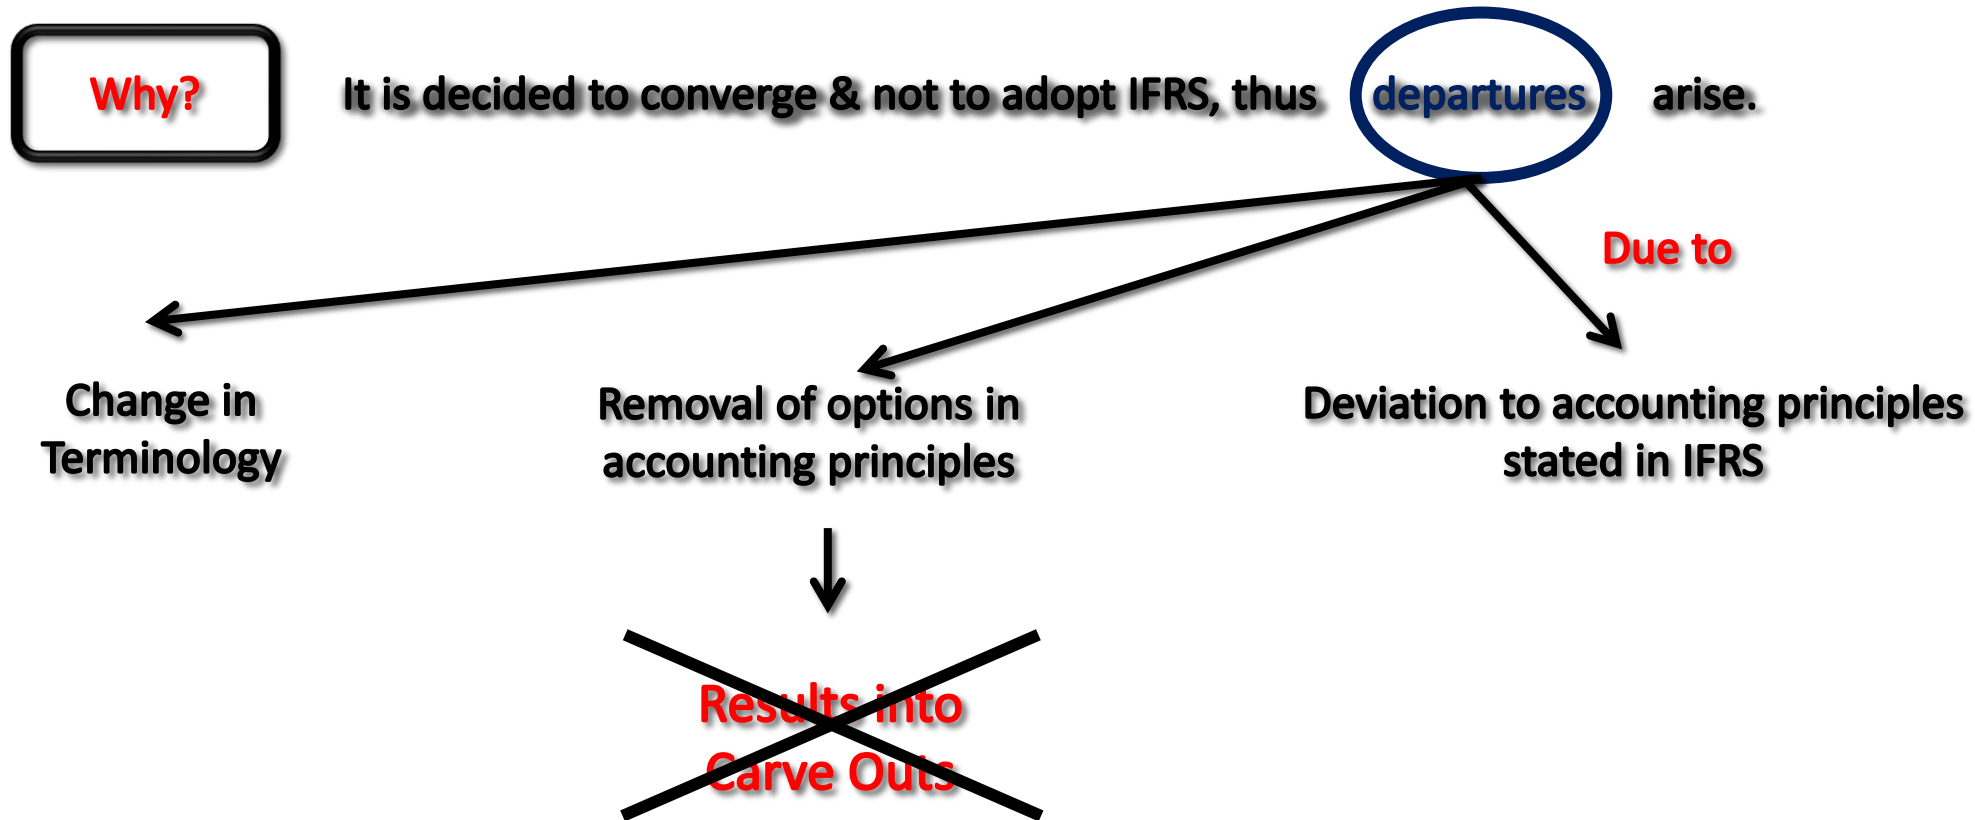 Why?
It is decided to converge & not to adopt IFRS, thus departures arise.
Due to
Change in
Terminology
Removal of options in
accounting principles
Deviation to accounting principles
stated in IFRS
Results into
Carve Outs